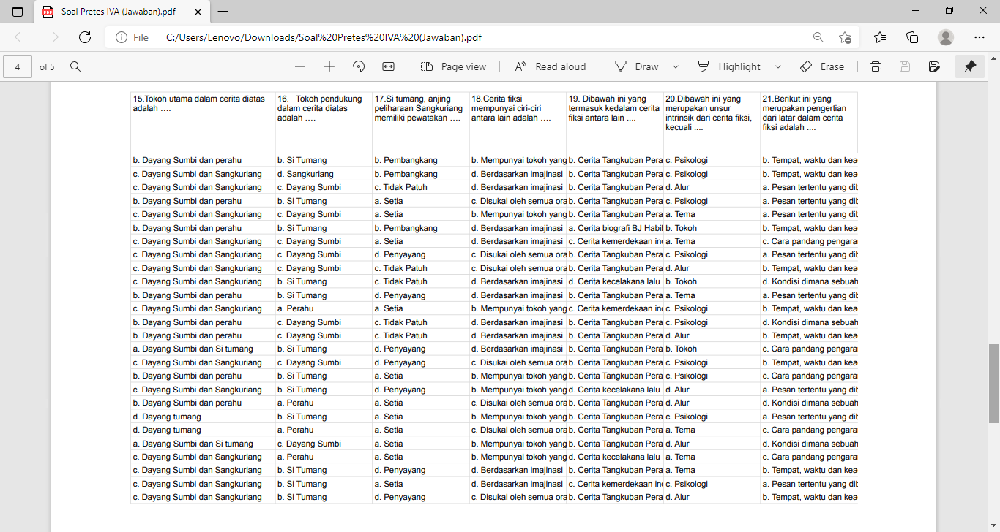 Soal Pretes IVA (Jawaban).pdf
File C:/Users/Lenovo/Downloads/Soal%20Pretes%20IVA%20(Jawaban).pdf
4 of 5 Page view Read aloud Draw Highlight Erase
15.Tokoh utama dalam cerita diatas adalah .... 16. Tokoh pendukung dalam cerita diatas adalah .... 17.Si tumang, anjing peliharaan Sangkuriang memiliki pewatakan .... 18.Cerita fiksi mempunyai ciri-ciri antara lain adalah .... 19. Dibawah ini yang termasuk kedalam cerita fiksi antara lain .... 20.Dibawah ini yang merupakan unsur intrinsik dari cerita fiksi, kecuali .... 21.Berikut ini yang merupakan pengertian dari latar dalam cerita fiksi adalah ....
b. Dayang Sumbi dan perahu b. Si Tumang b. Pembangkang b. Mempunyai tokoh yang b. Cerita Tangkuban Pera c. Psikologi b. Tempat, waktu dan kea
c. Dayang Sumbi dan Sangkuriang d. Sangkuriang b. Pembangkang d. Berdasarkan imajinasi b. Cerita Tangkuban Pera c. Psikologi b. Tempat, waktu dan kea
c. Dayang Sumbi dan Sangkuriang c. Dayang Sumbi c. Tidak Patuh d. Berdasarkan imajinasi b. Cerita Tangkuban Pera d. Alur a. Pesan tertentu yang dit
b. Dayang Sumbi dan perahu b. Si Tumang a. Setia c. Disukai oleh semua ora b. Cerita Tangkuban Pera c. Psikologi a. Pesan tertentu yang dit
c. Dayang Sumbi dan Sangkuriang c. Dayang Sumbi a. Setia b. Mempunyai tokoh yang b. Cerita Tangkuban Pera a. Tema a. Pesan tertentu yang dit
b. Dayang Sumbi dan perahu b. Si Tumang b. Pembangkang d. Berdasarkan imajinasi a. Cerita biografi BJ Habib b. Tokoh b. Tempat, waktu dan kea
c. Dayang Sumbi dan Sangkuriang c. Dayang Sumbi a. Setia d. Berdasarkan imajinasi c. Cerita kemerdekaan ind a. Tema c. Cara pandang pengara
c. Dayang Sumbi dan Sangkuriang c. Dayang Sumbi d. Penyayang c. Disukai oleh semua ora b. Cerita Tangkuban Pera c. Psikologi a. Pesan tertentu yang dit
c. Dayang Sumbi dan Sangkuriang c. Dayang Sumbi c. Tidak Patuh c. Disukai oleh semua ora b. Cerita Tangkuban Pera d. Alur b. Tempat, waktu dan kea
c. Dayang Sumbi dan Sangkuriang b. Si Tumang c. Tidak Patuh d. Berdasarkan imajinasi d. Cerita kecelakana lalu b. Tokoh d. Kondisi dimana sebuah
b. Dayang Sumbi dan perahu b. Si Tumang d. Penyayang d. Berdasarkan imajinasi b. Cerita Tangkuban Pera a. Tema a. Pesan tertentu yang dit
c. Dayang Sumbi dan Sangkuriang a. Perahu a. Setia b. Mempunyai tokoh yang c. Cerita kemerdekaan ind c. Psikologi b. Tempat, waktu dan kea
b. Dayang Sumbi dan perahu c. Dayang Sumbi c. Tidak Patuh d. Berdasarkan imajinasi b. Cerita Tangkuban Pera c. Psikologi d. Kondisi dimana sebuah
b. Dayang Sumbi dan perahu c. Dayang Sumbi c. Tidak Patuh d. Berdasarkan imajinasi b. Cerita Tangkuban Pera d. Alur b. Tempat, waktu dan kea
a. Dayang Sumbi dan Si tumang b. Si Tumang d. Penyayang d. Berdasarkan imajinasi b. Cerita Tangkuban Pera b. Tokoh c. Cara pandang pengara
c. Dayang Sumbi dan Sangkuriang c. Dayang Sumbi d. Penyayang c. Disukai oleh semua ora b. Cerita Tangkuban Pera c. Psikologi b. Tempat, waktu dan kea
b. Dayang Sumbi dan perahu b. Si Tumang a. Setia b. Mempunyai tokoh yang b. Cerita Tangkuban Pera c. Psikologi c. Cara pandang pengara
c. Dayang Sumbi dan Sangkuriang b. Si Tumang d. Penyayang b. Mempunyai tokoh yang d. Cerita kecelakana lalu d. Alur a. Pesan tertentu yang dit
b. Dayang Sumbi dan perahu a. Perahu a. Setia c. Disukai oleh semua ora b. Cerita Tangkuban Pera d. Alur d. Kondisi dimana sebuah
d. Dayang tumang b. Si Tumang a. Setia b. Mempunyai tokoh yang b. Cerita Tangkuban Pera c. Psikologi a. Pesan tertentu yang dit
d. Dayang tumang a. Perahu a. Setia c. Disukai oleh semua ora b. Cerita Tangkuban Pera a. Tema c. Cara pandang pengara
a. Dayang Sumbi dan Si tumang c. Dayang Sumbi a. Setia b. Mempunyai tokoh yang b. Cerita Tangkuban Pera d. Alur d. Kondisi dimana sebuah
c. Dayang Sumbi dan Sangkuriang a. Perahu a. Setia b. Mempunyai tokoh yang d. Cerita kecelakana lalu a. Tema c. Cara pandang pengara
c. Dayang Sumbi dan Sangkuriang b. Si Tumang d. Penyayang d. Berdasarkan imajinasi b. Cerita Tangkuban Pera a. Tema b. Tempat, waktu dan kea
c. Dayang Sumbi dan Sangkuriang b. Si Tumang a. Setia d. Berdasarkan imajinasi c. Cerita kemerdekaan ind c. Psikologi a. Pesan tertentu yang dit
c. Dayang Sumbi dan Sangkuriang b. Si Tumang d. Penyayang c. Disukai oleh semua ora b. Cerita Tangkuban Pera d. Alur b. Tempat, waktu dan kea